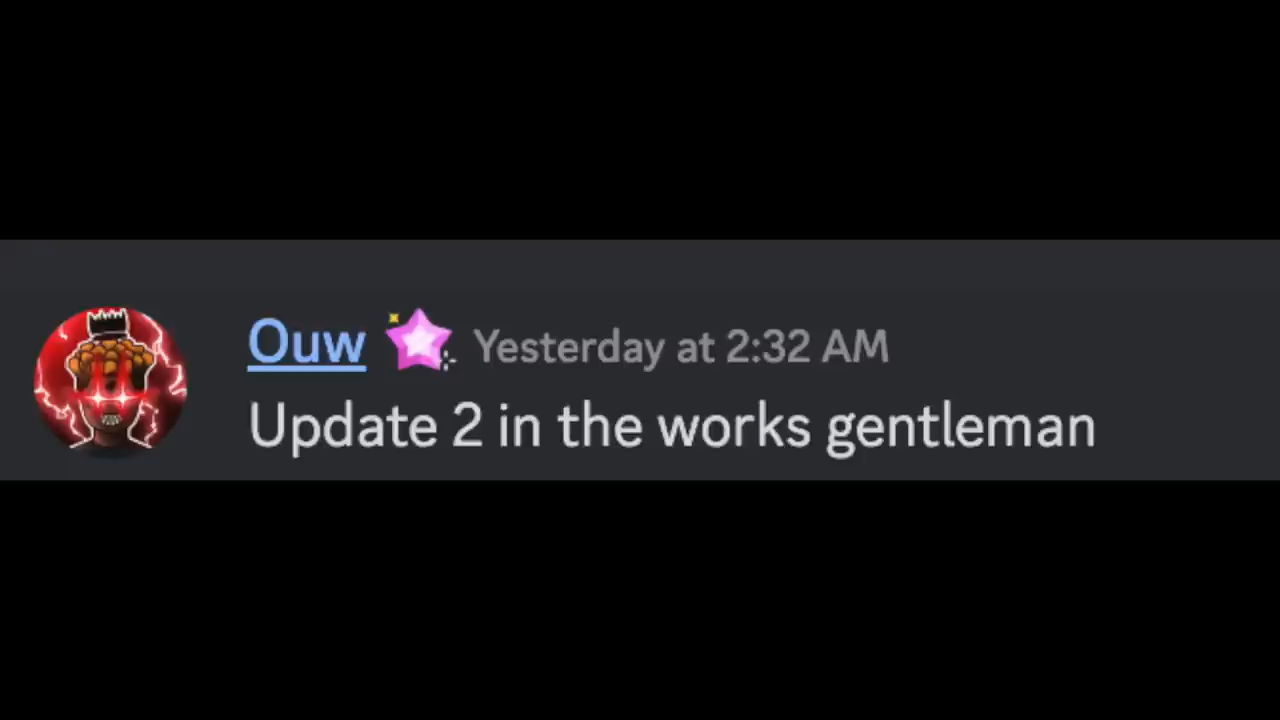 Ouw Yesterday at 2:32 AM
Update 2 in the works gentleman